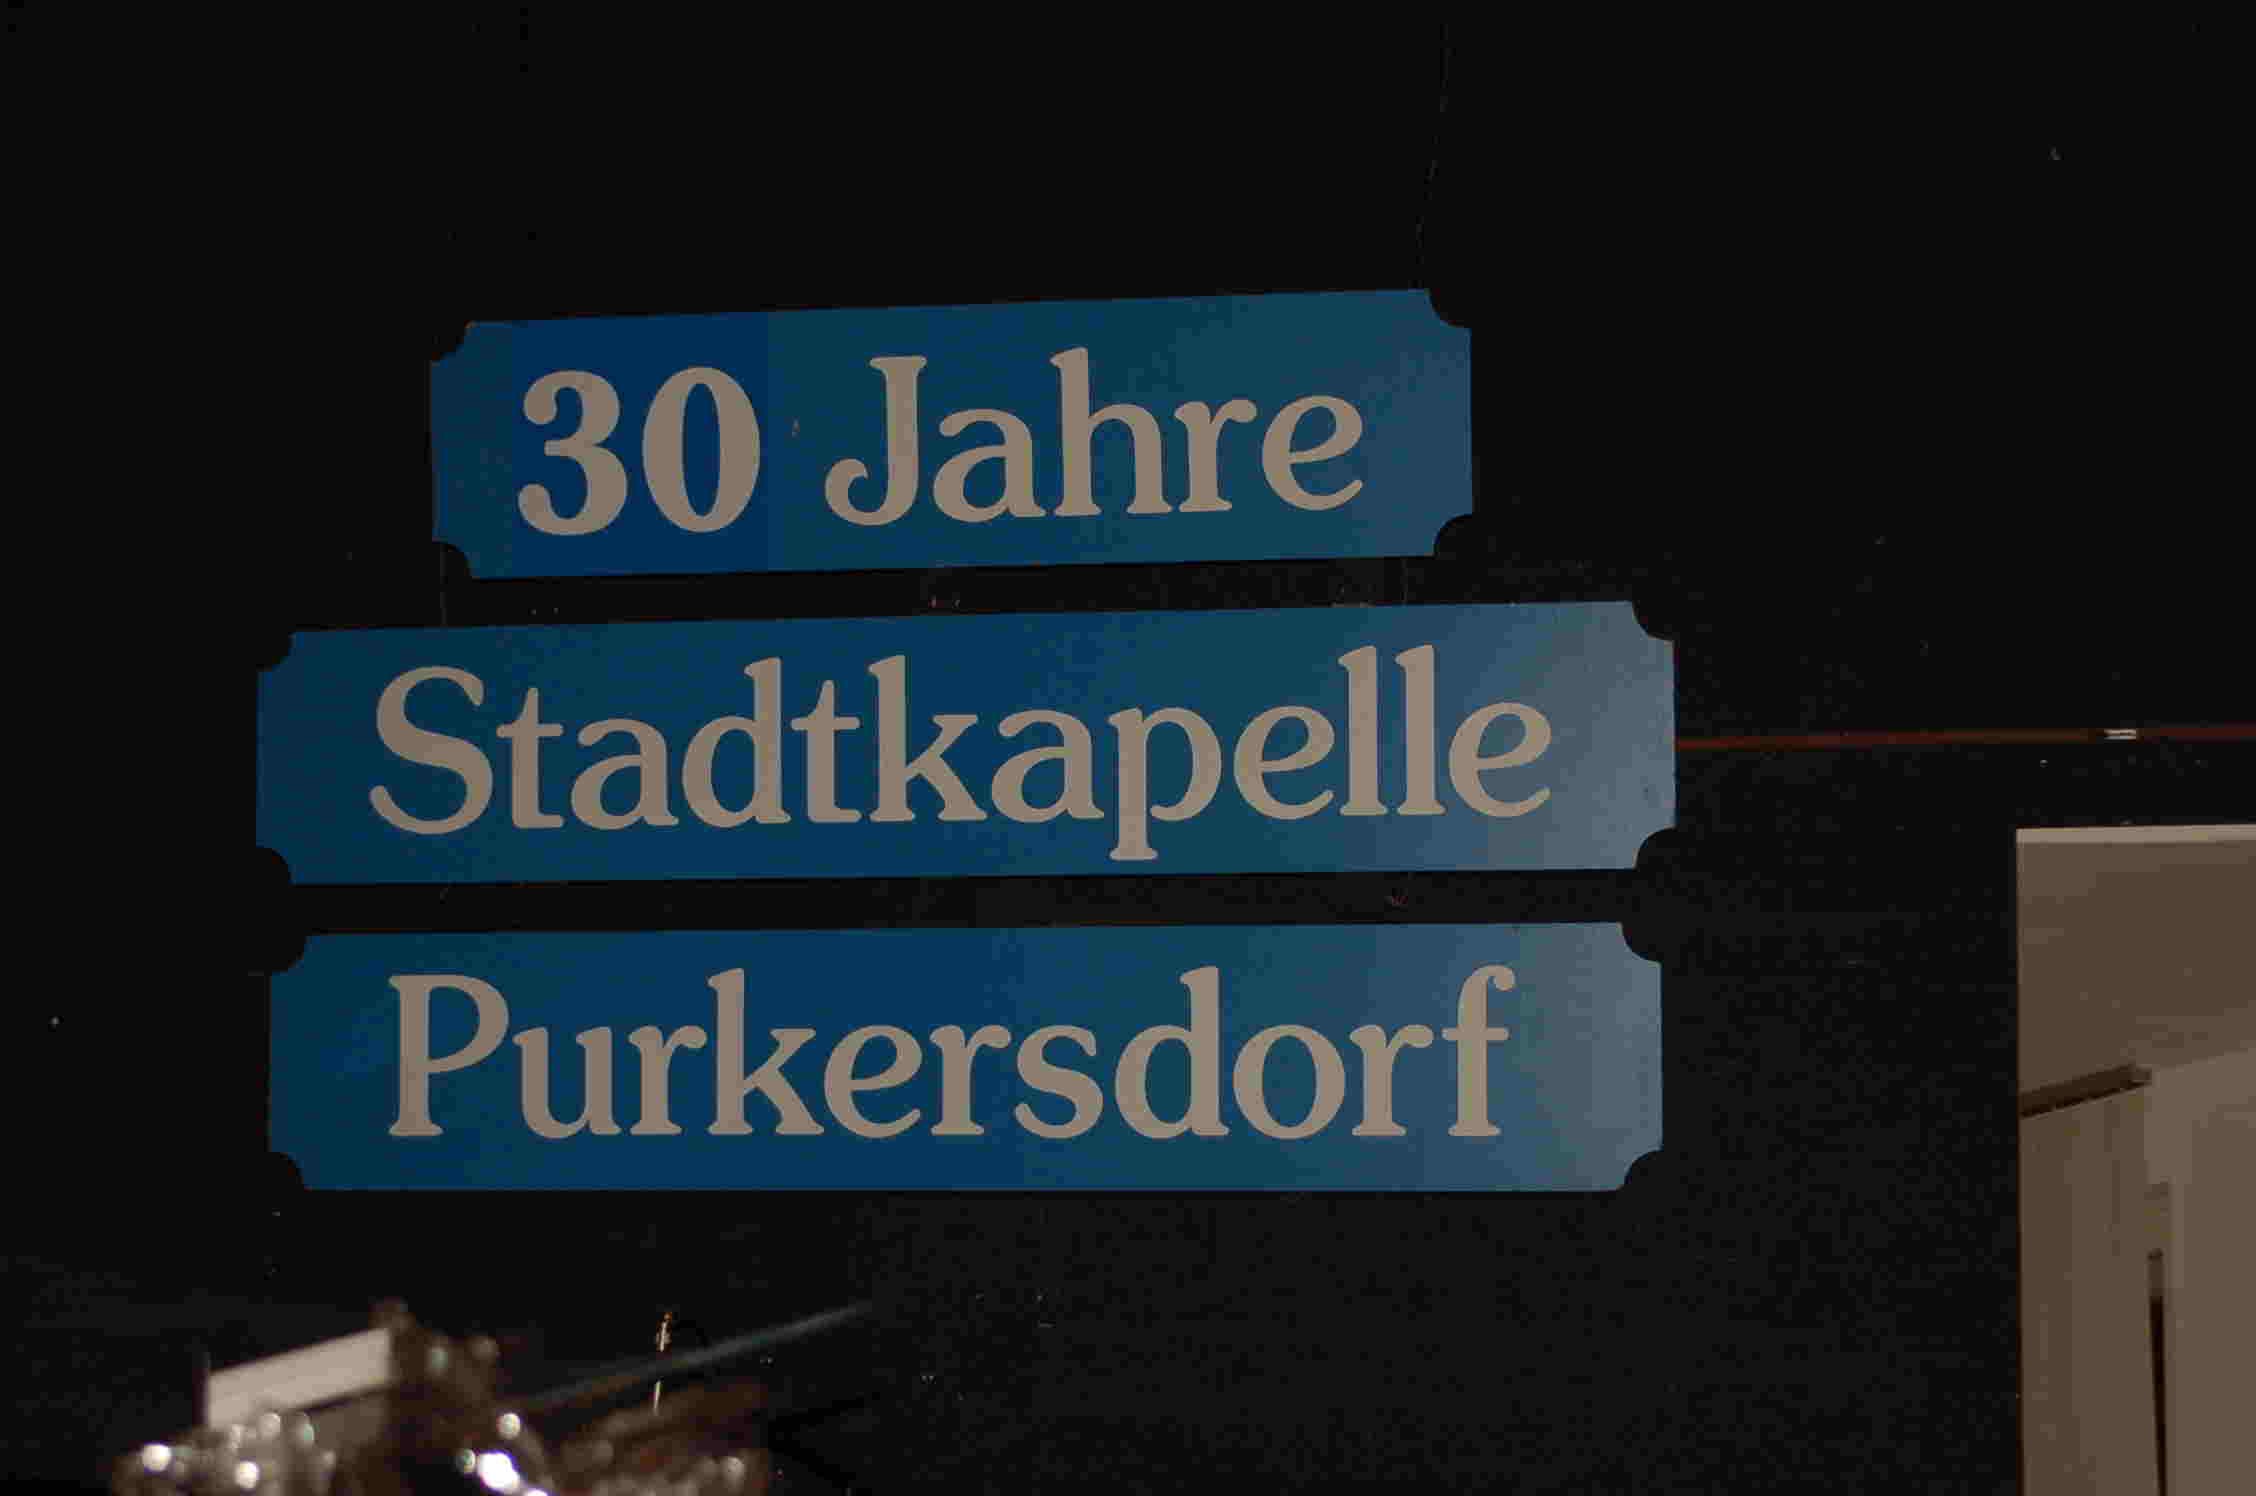 30 Jahre
Stadtkapelle
Purkersdorf